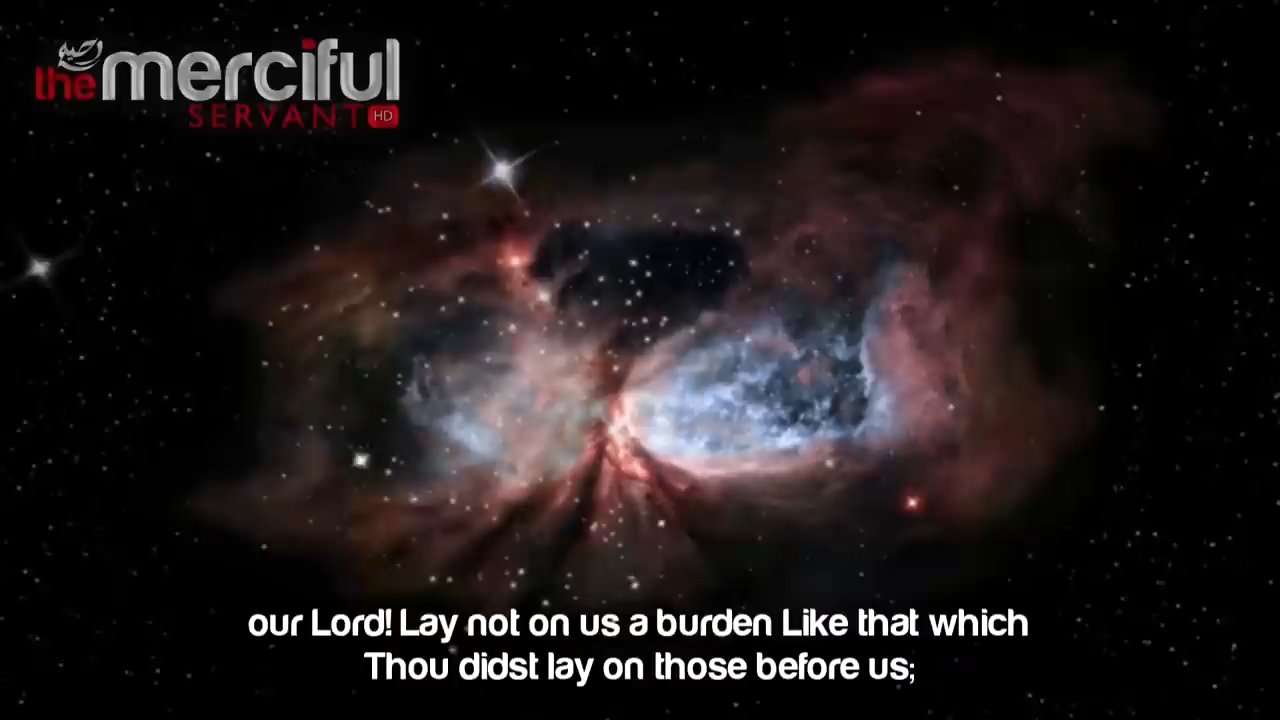 the merciful
SERVANT HD
our Lord! Lay not on us a burden Like that which
Thou didst lay on those before us;